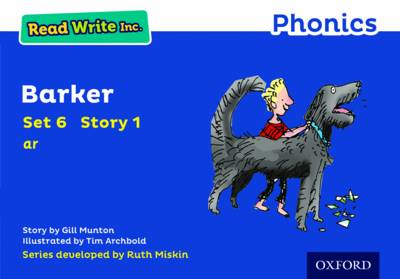 Read Write Inc.
Phonics
Barker
Set 6 Story 1
ar
Story by Gill Munton
Illustrated by Tim Archbold
Series developed by Ruth Miskin
OXFORD